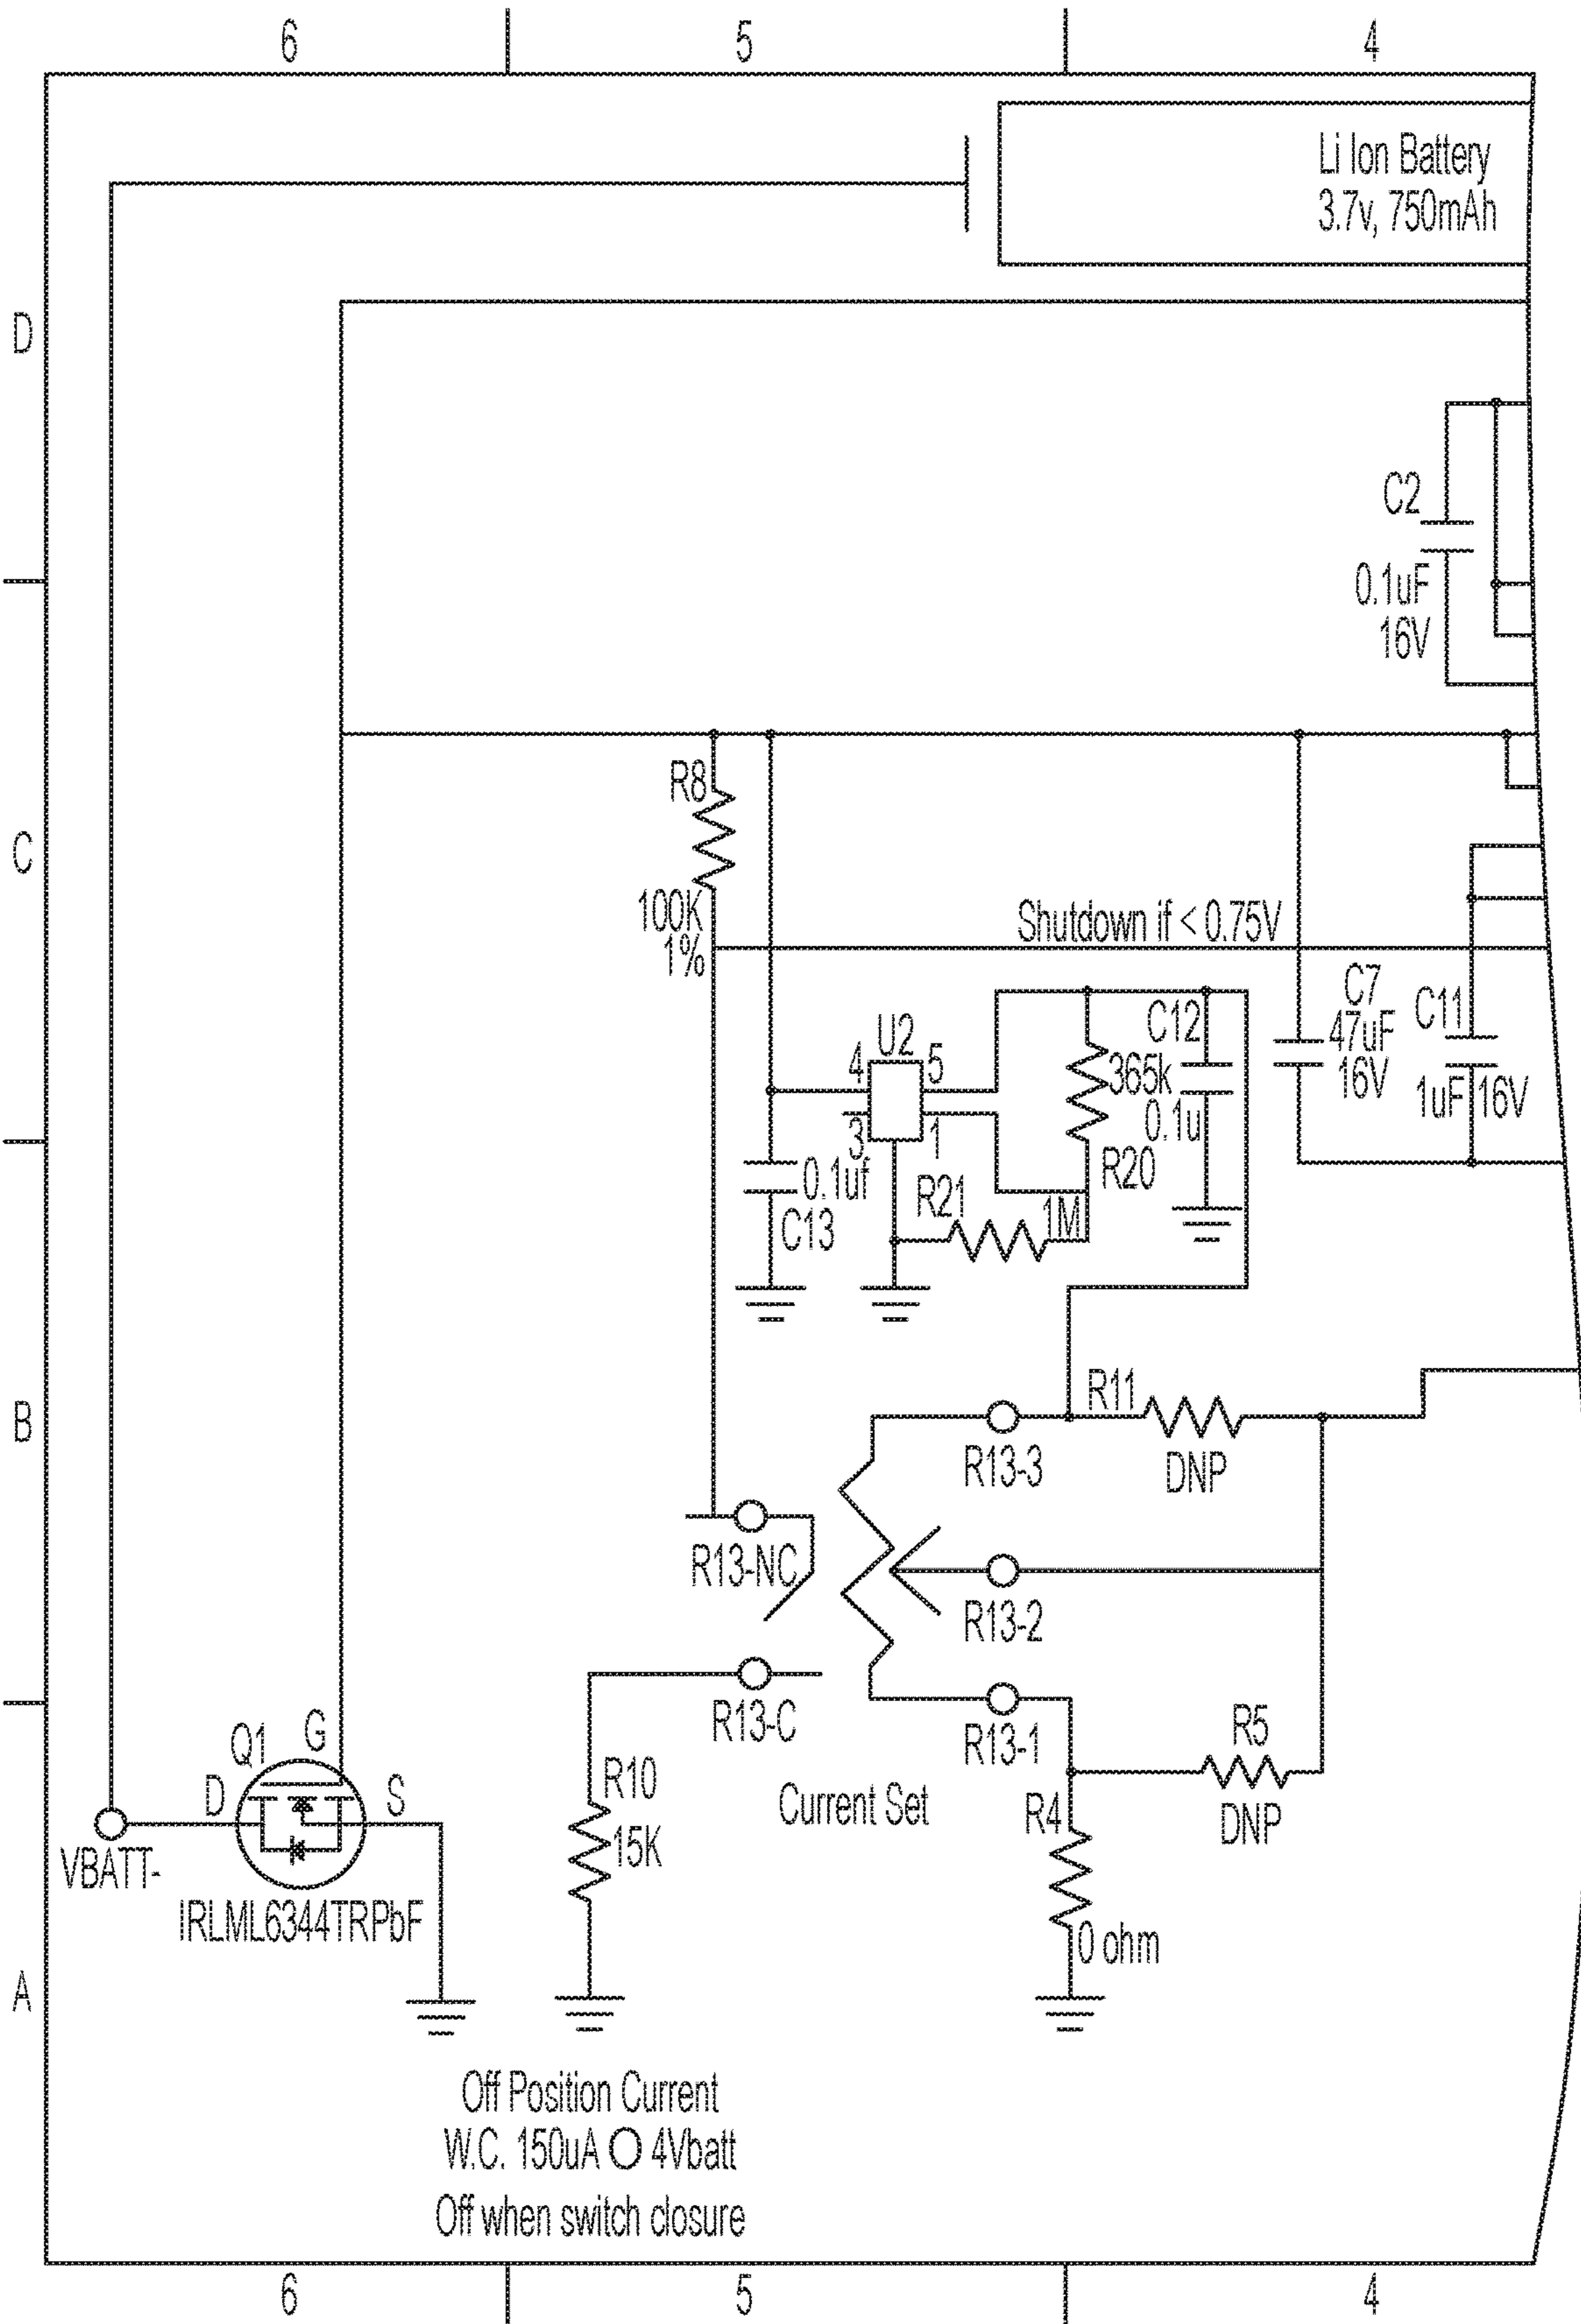 6
5
4
Li Ion Battery
3.7v, 750mAh
D
C2
0.1uF
16V
R8
C
100K
1%
Shutdown if < 0.75V
C7
47uF
16V
C11
1uF
16V
U2
4
5
3
1
C12
365k
0.1u
R20
0.1uf
C13
R21
1M
B
R11
R13-3
DNP
R13-NC
R13-2
R13-C
R13-1
R5
DNP
Q1
G
D
S
VBATT-
IRLML6344TRPbF
R10
15K
Current Set
R4
0 ohm
A
Off Position Current
W.C. 150uA O 4Vbatt
Off when switch closure
6
5
4